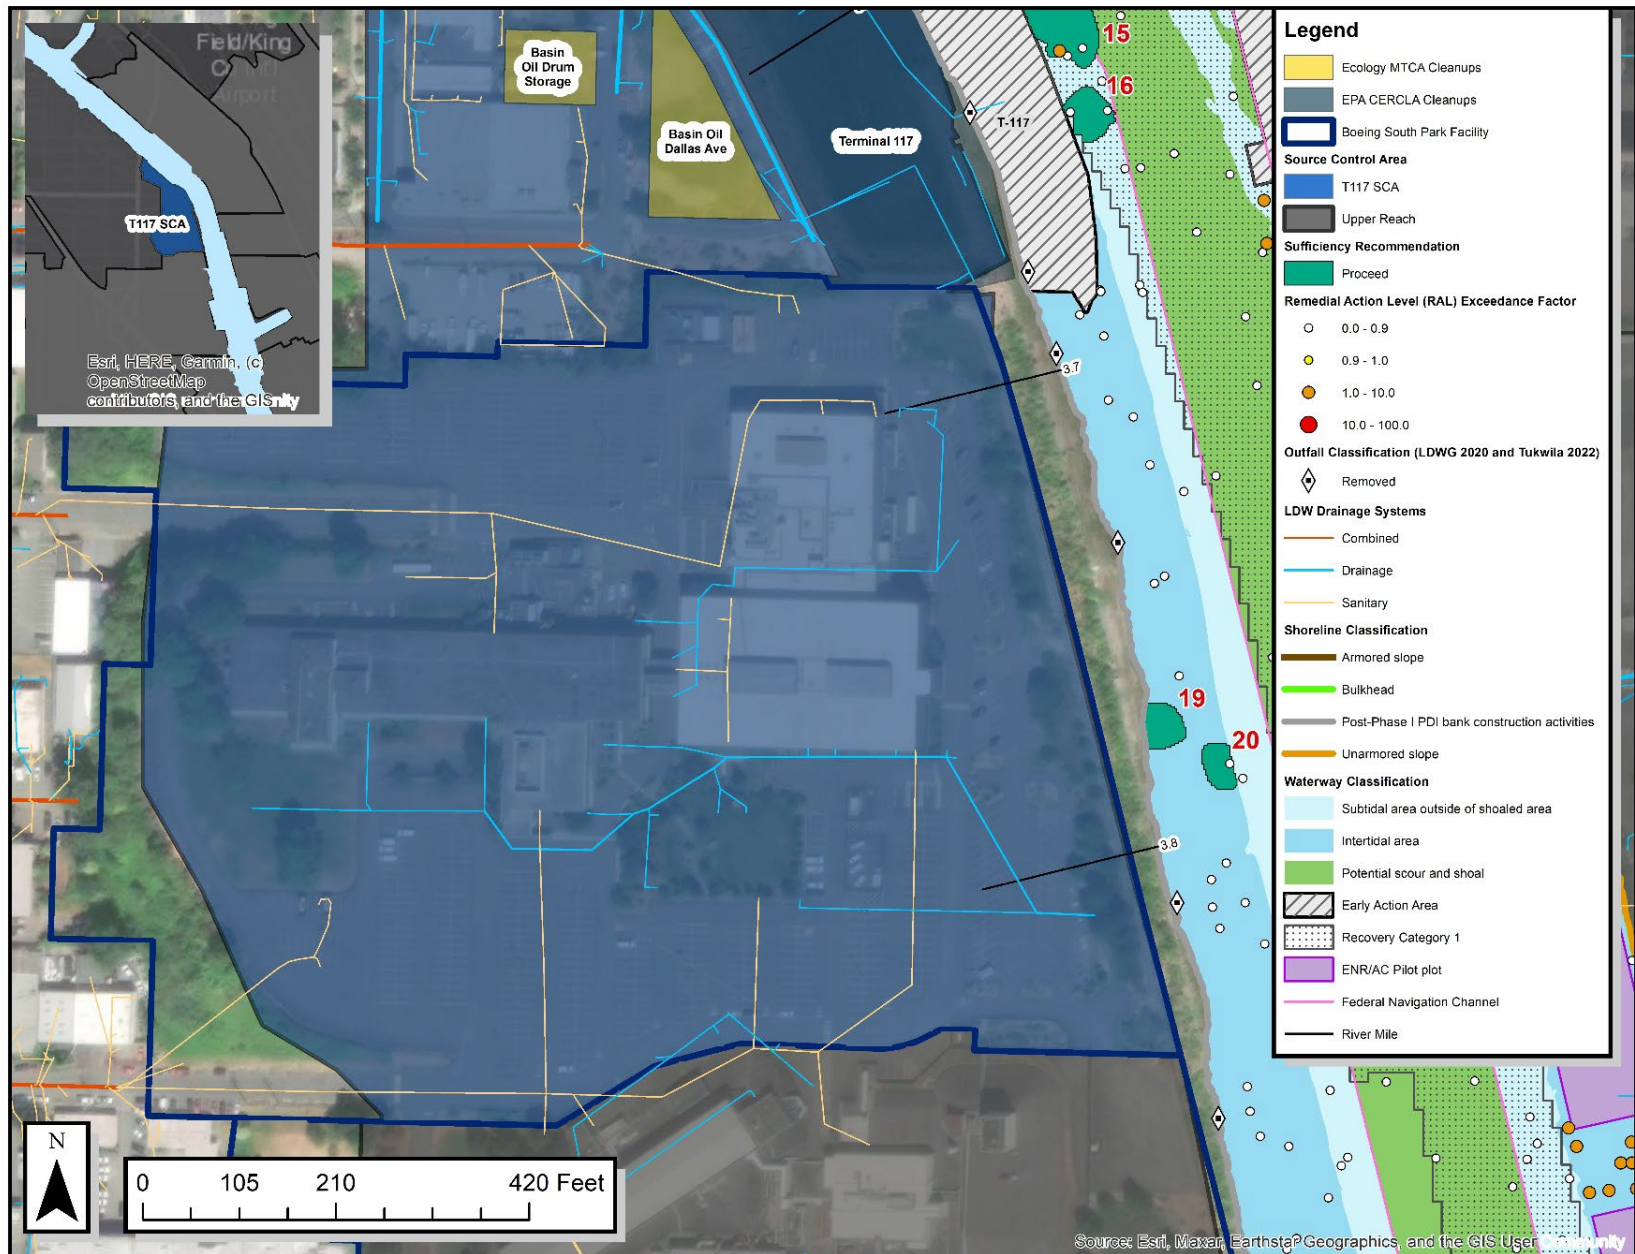 Field/King
Airport
T117 SCA
Esri, HERE, Garmin, (c)
OpenStreetMap
contributors, and the GIS
Basin
Oil Drum
Storage
Basin Oil
Dallas Ave
Terminal 117
T-117
15
16
3.7
19
20
3.8
Legend
Ecology MTCA Cleanups
EPA CERCLA Cleanups
Boeing South Park Facility
Source Control Area
T117 SCA
Upper Reach
Sufficiency Recommendation
Proceed
Remedial Action Level (RAL) Exceedance Factor
0.0 - 0.9
0.9 - 1.0
1.0 - 10.0
10.0 - 100.0
Outfall Classification (LDWG 2020 and Tukwila 2022)
Removed
LDW Drainage Systems
Combined
Drainage
Sanitary
Shoreline Classification
Armored slope
Bulkhead
Post-Phase I PDI bank construction activities
Unarmored slope
Waterway Classification
Subtidal area outside of shoaled area
Intertidal area
Potential scour and shoal
Early Action Area
Recovery Category 1
ENR/AC Pilot plot
Federal Navigation Channel
River Mile
N
0 105 210 420 Feet
Source: Esri, Maxar, Earthstar Geographics, and the GIS User Community